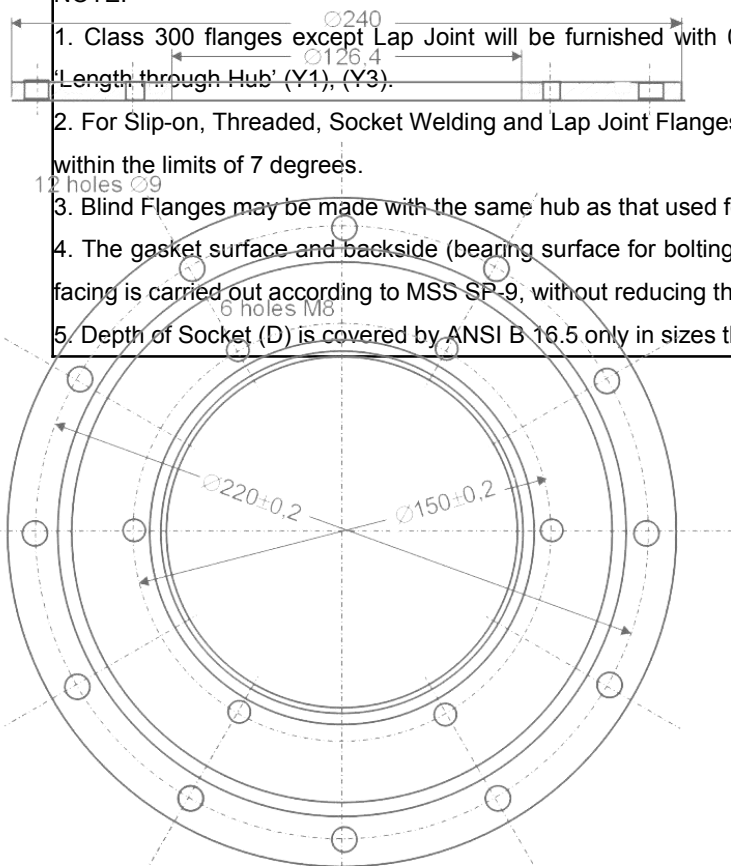 NOTE:
∅240
1. Class 300 flanges except Lap Joint will be furnished with
∅126,4
'Length through Hub' (Y1), (Y3).
2. For Slip-on, Threaded, Socket Welding and Lap Joint Flanges
within the limits of 7 degrees.
12 holes ∅9
3. Blind Flanges may be made with the same hub as that used
4. The gasket surface and backside (bearing surface for bolting
facing is carried out according to MSS SP-9, without reducing
6 holes M8
5. Depth of Socket (D) is covered by ANSI B 16.5 only in sizes
∅220±0,2
∅150±0,2